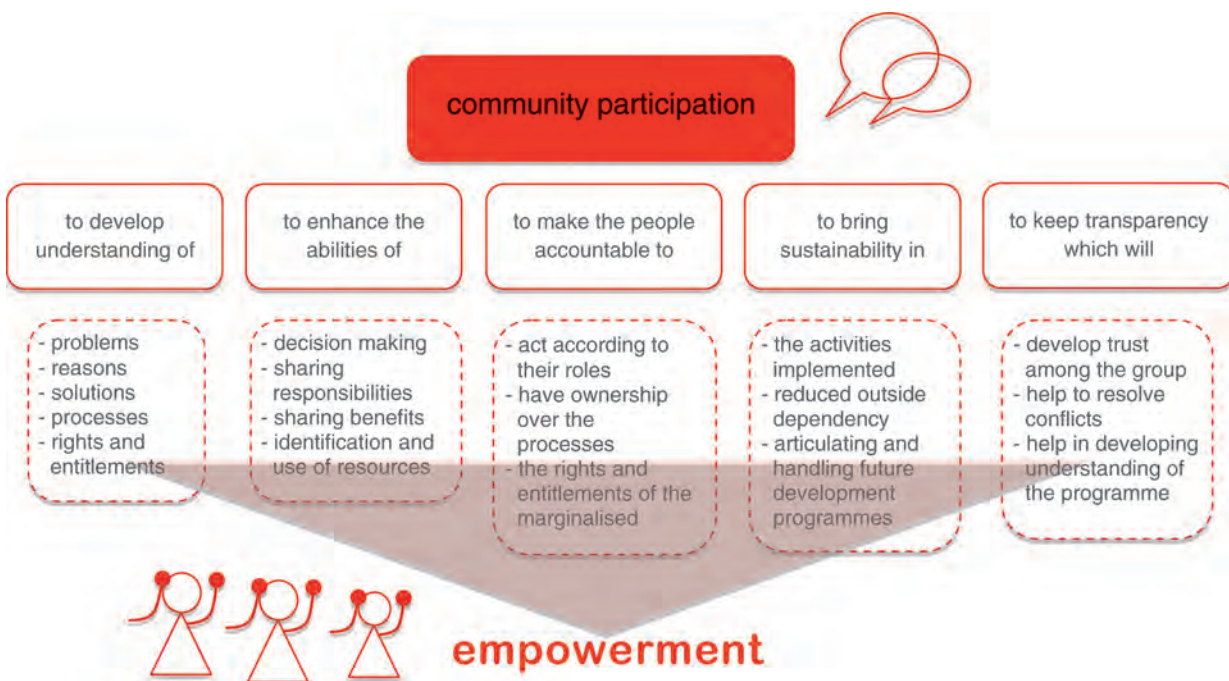 community participation
to develop
understanding of
to enhance the
abilities of
to make the people
accountable to
to bring
sustainability in
to keep transparency
which will
- problems
- reasons
- solutions
- processes
- rights and
entitlements
- decision making
- sharing
responsibilities
- sharing benefits
- identification and
use of resources
- act according to
their roles
- have ownership
over the
processes
- the rights and
entitlements of the
marginalised
- the activities
implemented
- reduced outside
dependency
- articulating and
handling future
development
programmes
- develop trust
among the group
- help to resolve
conflicts
- help in developing
understanding of
the programme
empowerment